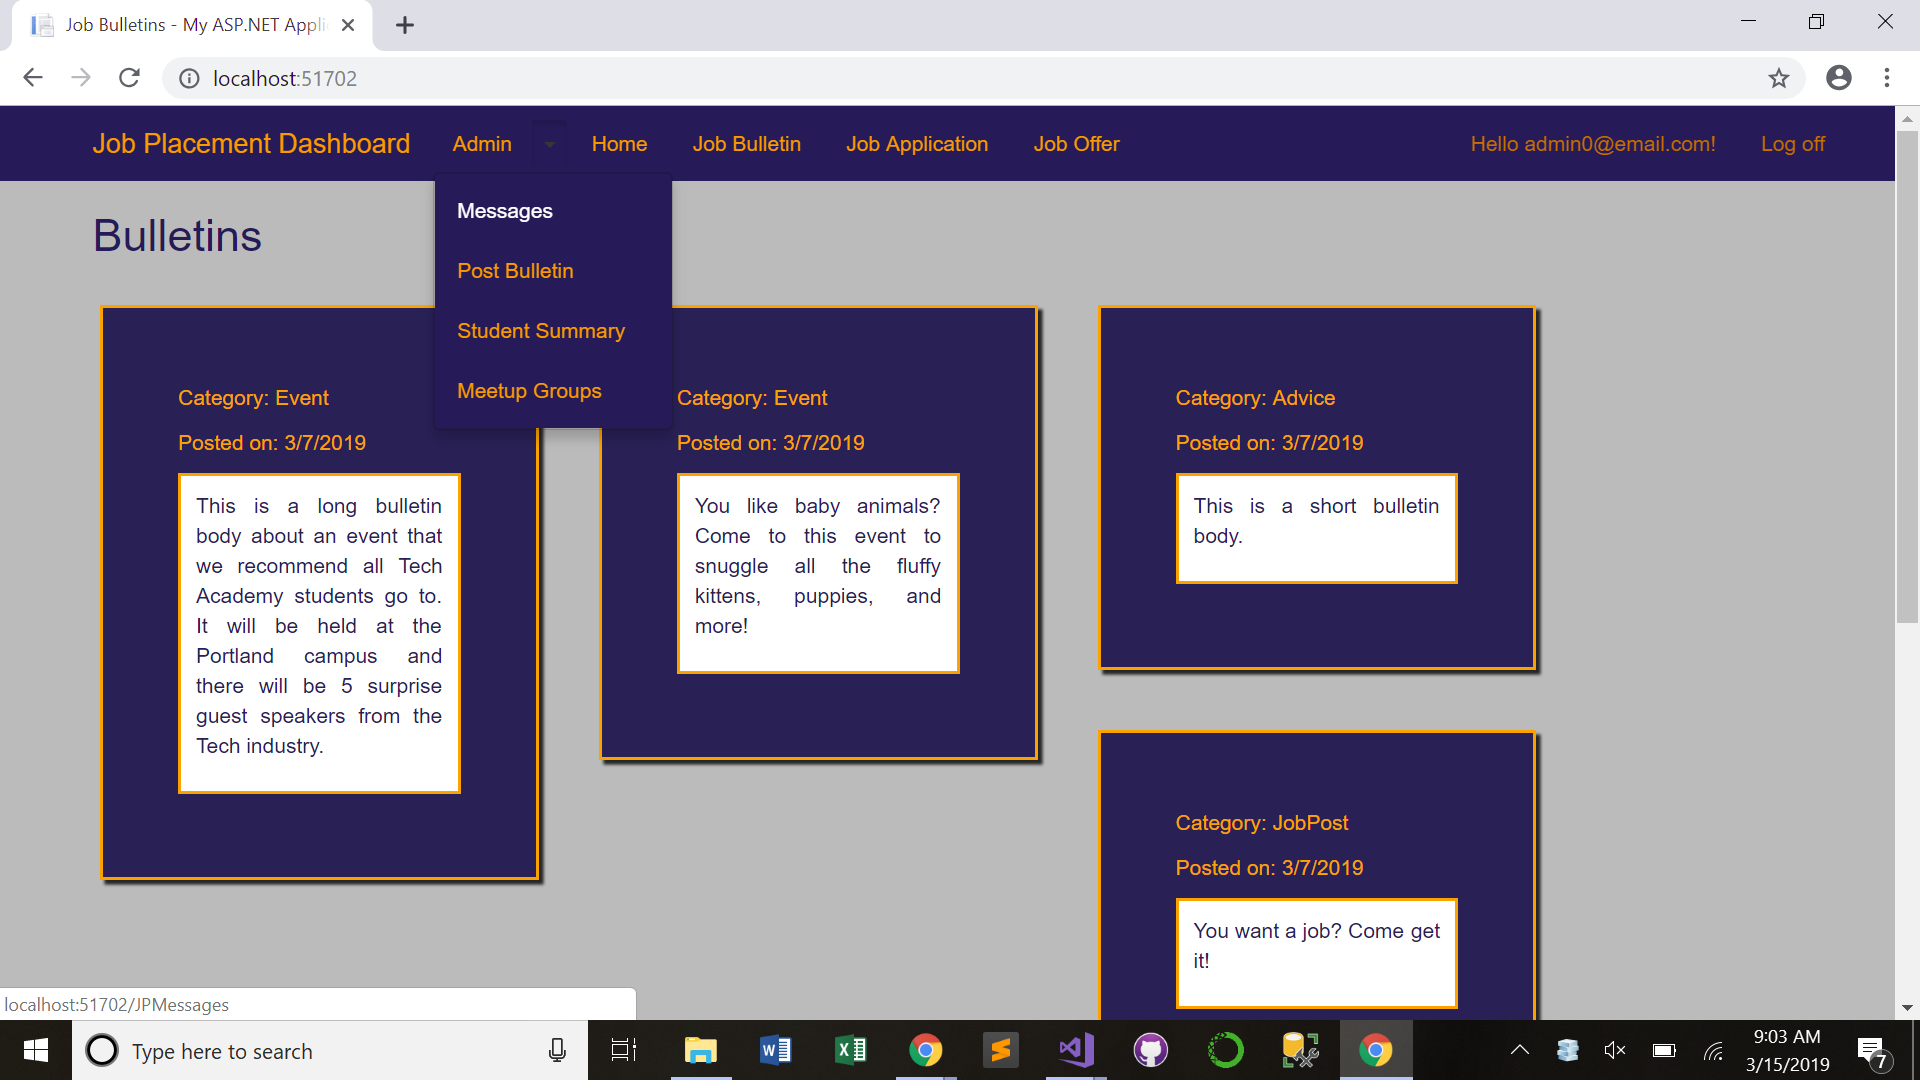 Job Bulletins - My ASP.NET Appli
localhost:51702
Job Placement Dashboard
Admin
Home
Job Bulletin
Job Application
Job Offer
Hello admin0@email.com!
Log off
Messages
Post Bulletin
Student Summary
Meetup Groups
Bulletins
Category: Event
Posted on: 3/7/2019
This is a long bulletin
body about an event that
we recommend all Tech
Academy students go to.
It will be held at the
Portland campus and
there will be 5 surprise
guest speakers from the
Tech industry.
Category: Event
Posted on: 3/7/2019
You like baby animals?
Come to this event to
snuggle all the fluffy
kittens, puppies, and
more!
Category: Advice
Posted on: 3/7/2019
This is a short bulletin
body.
Category: JobPost
Posted on: 3/7/2019
You want a job? Come get
it!
localhost:51702/JPMessages
Type here to search
9:03 AM
3/15/2019
7